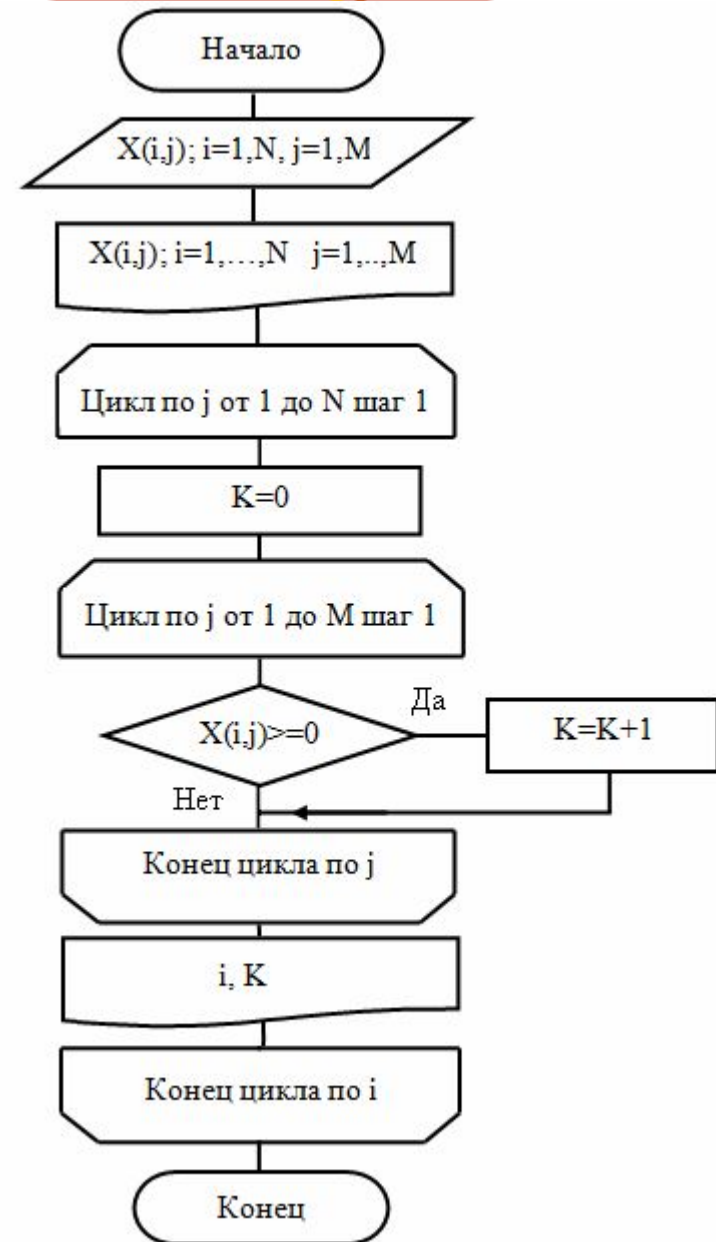 Начало
X(i,j); i=1,N, j=1,M
X(i,j); i=1,...,N j=1,..,M
Цикл по j от 1 до N шаг 1
K=0
Цикл по j от 1 до M шаг 1
X(i,j)>=0
Да
K=K+1
Нет
Конец цикла по j
i, K
Конец цикла по i
Конец